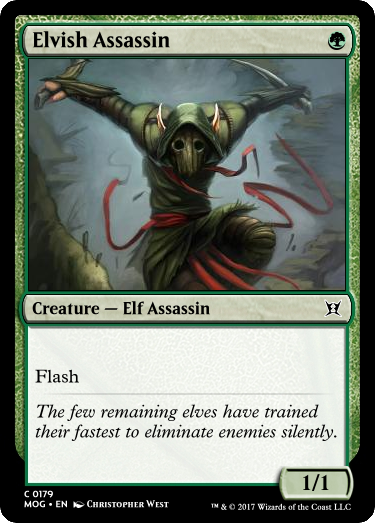 Elvish Assassin
Creature — Elf Assassin
Flash
The few remaining elves have trained
their fastest to eliminate enemies silently.
1/1
C 0179
MOG • EN Christopher West
™ & © 2017 Wizards of the Coast LLC